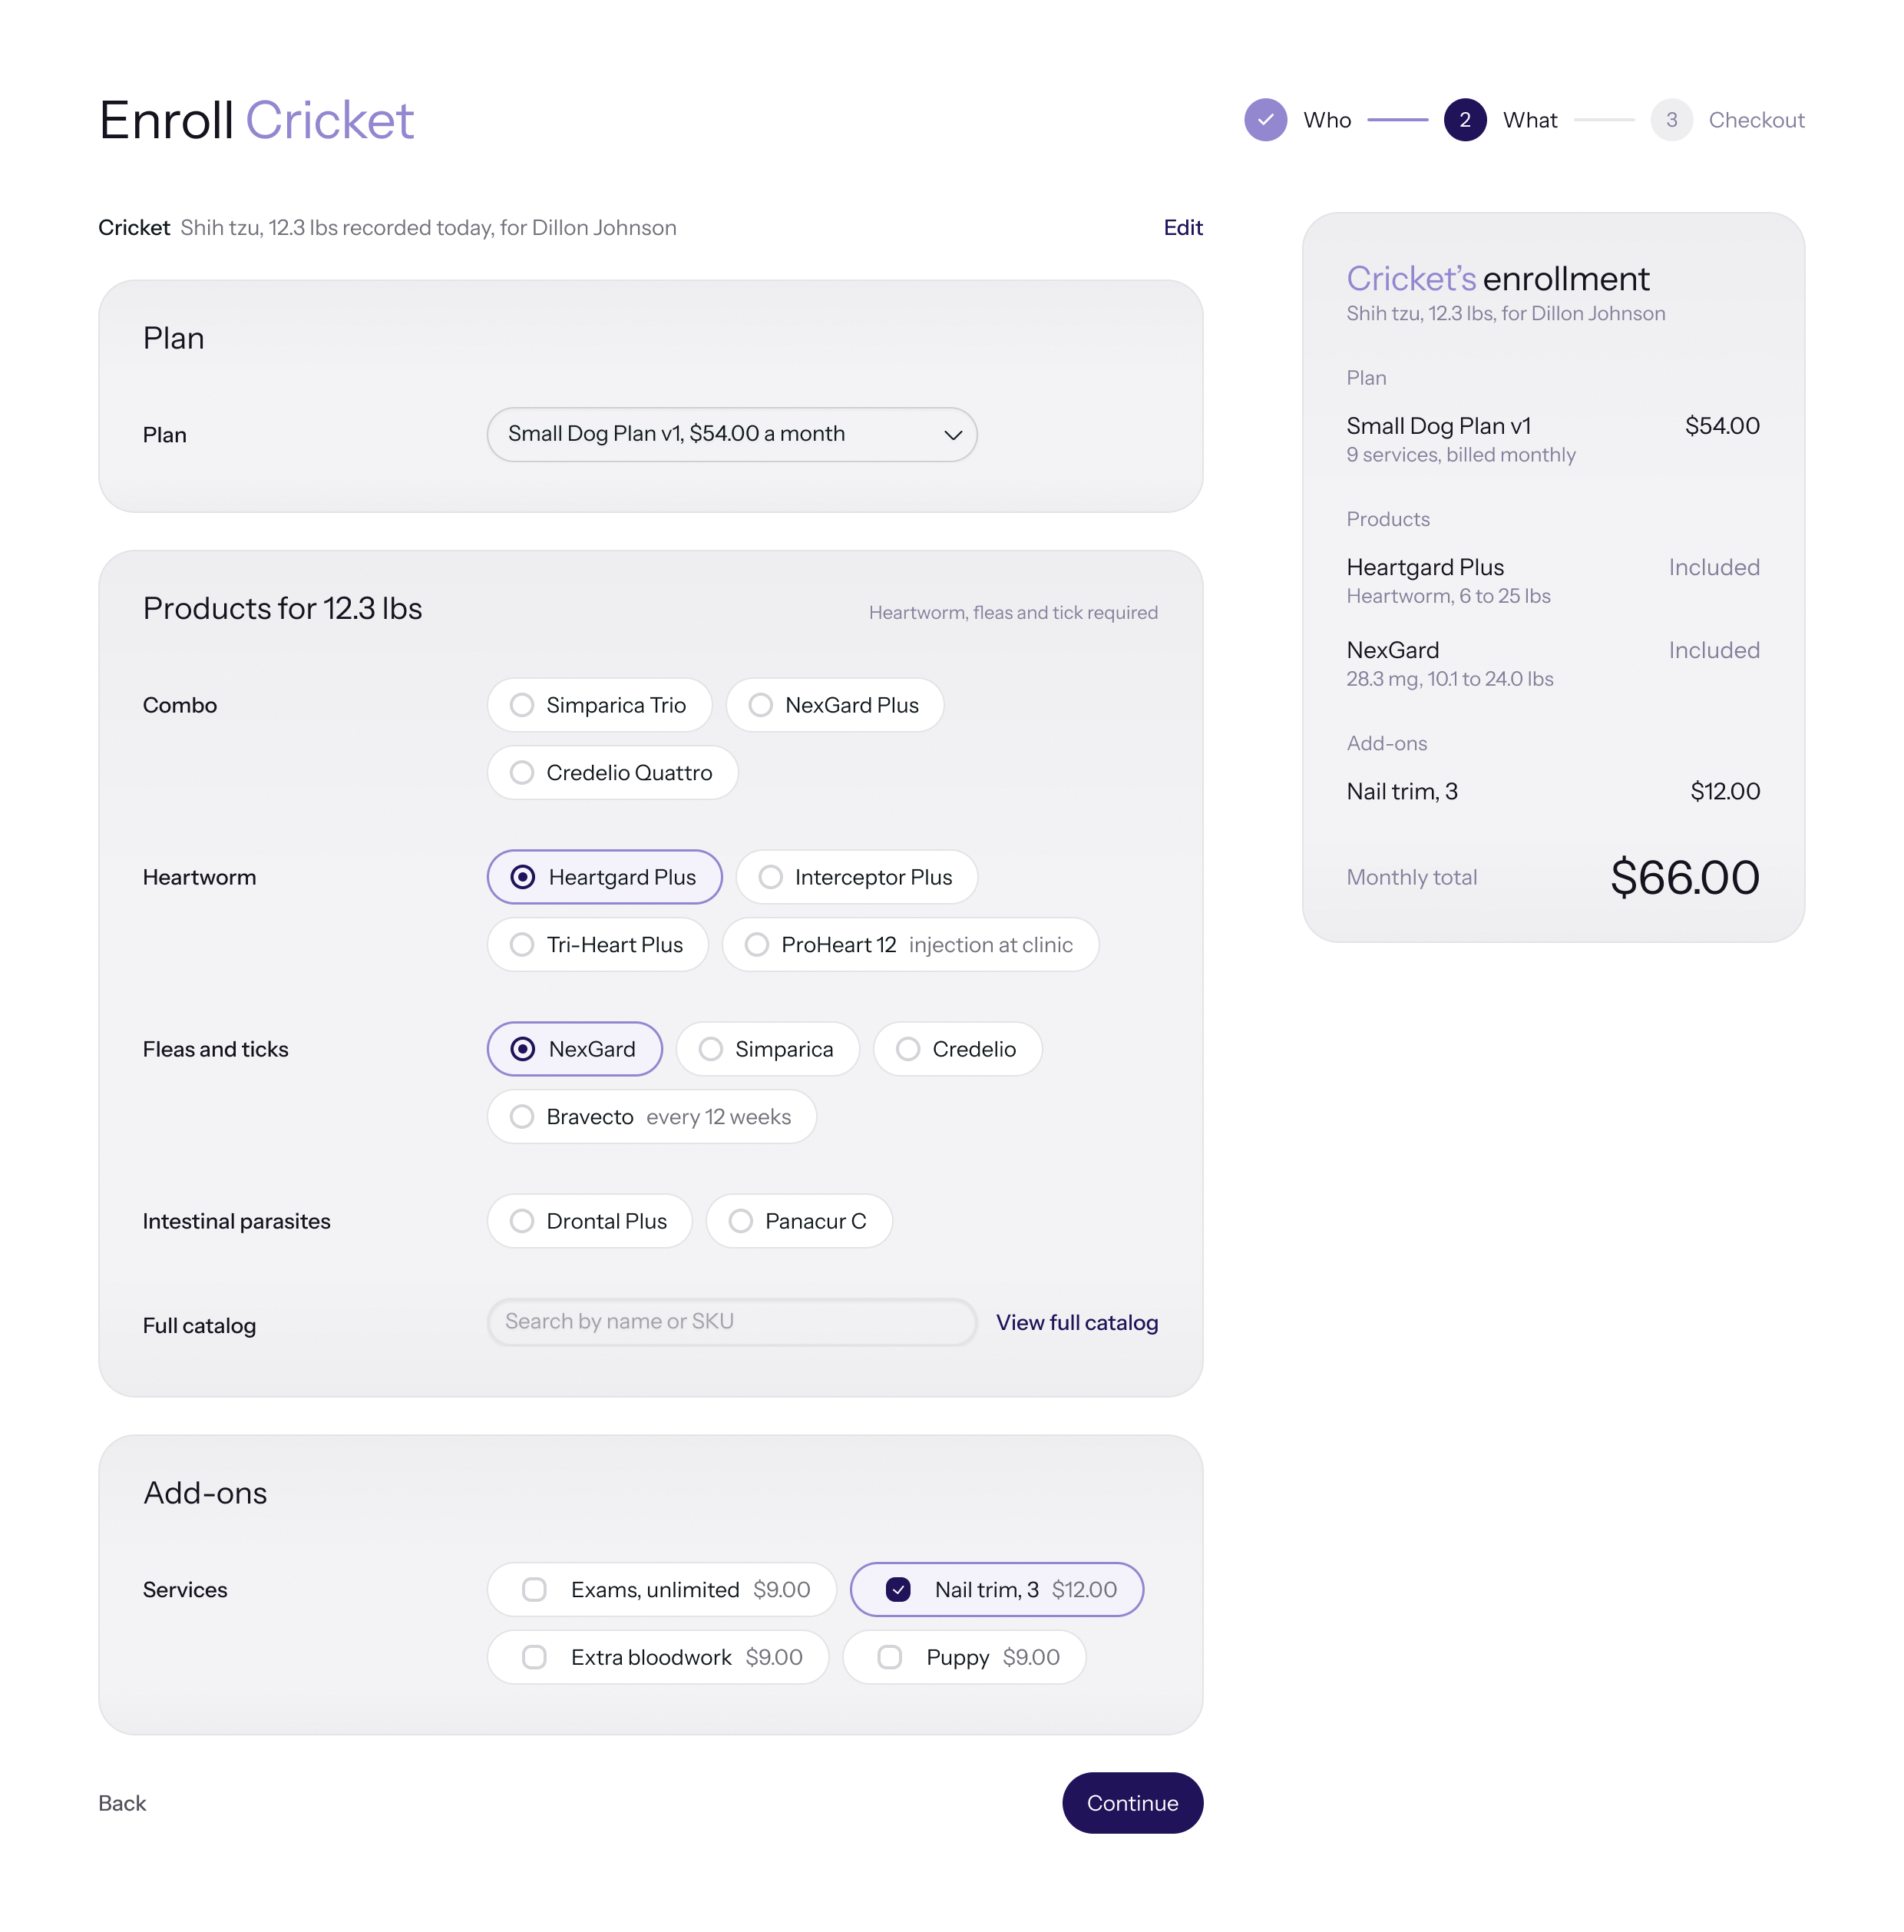 Enroll Cricket
Who
2 What
3 Checkout
Cricket Shih tzu, 12.3 lbs recorded today, for Dillon Johnson
Edit
Plan
Plan
Small Dog Plan v1, $54.00 a month
Products for 12.3 lbs
Heartworm, fleas and tick required
Combo
Simparica Trio
NexGard Plus
Credelio Quattro
Heartworm
Heartgard Plus
Interceptor Plus
Tri-Heart Plus
ProHeart 12 injection at clinic
Fleas and ticks
NexGard
Simparica
Credelio
Bravecto every 12 weeks
Intestinal parasites
Drontal Plus
Panacur C
Full catalog
Search by name or SKU
View full catalog
Add-ons
Services
Exams, unlimited $9.00
Nail trim, 3 $12.00
Extra bloodwork $9.00
Puppy $9.00
Back
Continue
Cricket’s enrollment
Shih tzu, 12.3 lbs, for Dillon Johnson
Plan
Small Dog Plan v1 $54.00
9 services, billed monthly
Products
Heartgard Plus Included
Heartworm, 6 to 25 lbs
NexGard Included
28.3 mg, 10.1 to 24.0 lbs
Add-ons
Nail trim, 3 $12.00
Monthly total $66.00